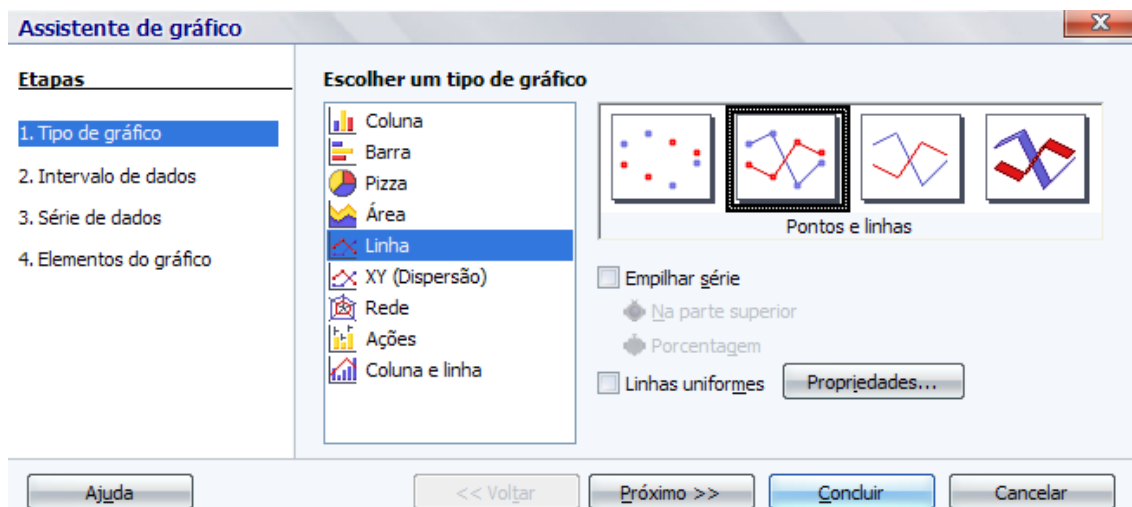 Assistente de gráfico
Etapas
1. Tipo de gráfico
2. Intervalo de dados
3. Série de dados
4. Elementos do gráfico
Escolher um tipo de gráfico
Coluna
Barra
Pizza
Área
Linha
XY (Dispersão)
Rede
Ações
Coluna e linha
Pontos e linhas
Empilhar série
Na parte superior
Porcentagem
Linhas uniformes
Propriedades...
Ajuda
<< Voltar
Próximo >>
Concluir
Cancelar